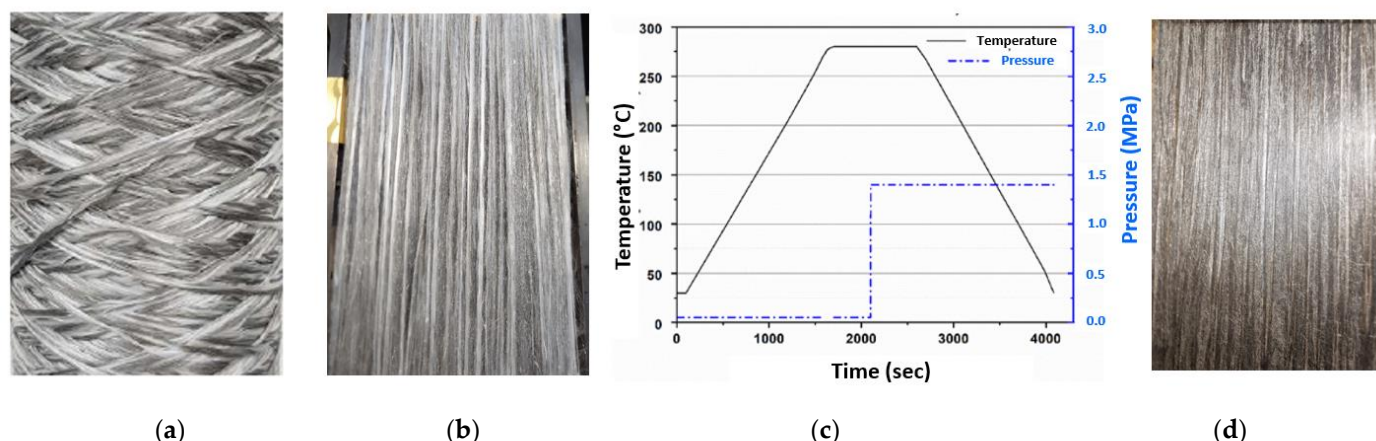 300
250
200
150
100
50
0
Temperature (°C)
Temperature
Pressure
3.0
2.5
2.0
1.5
1.0
0.5
0.0
Pressure (MPa)
0 1000 2000 3000 4000
Time (sec)
(a) (b) (c) (d)